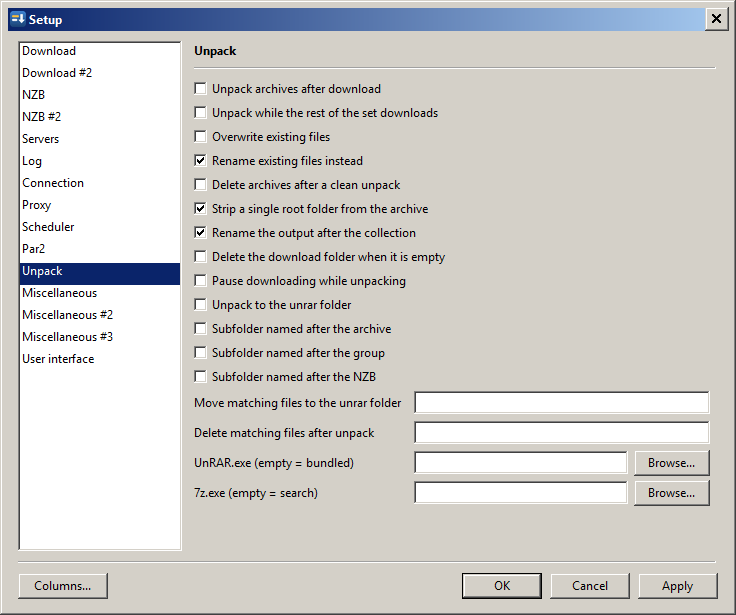 Setup
Download
Download #2
NZB
NZB #2
Servers
Log
Connection
Proxy
Scheduler
Par2
Unpack
Miscellaneous
Miscellaneous #2
Miscellaneous #3
User interface
Unpack
Unpack archives after download
Unpack while the rest of the set downloads
Overwrite existing files
Rename existing files instead
Delete archives after a clean unpack
Strip a single root folder from the archive
Rename the output after the collection
Delete the download folder when it is empty
Pause downloading while unpacking
Unpack to the unrar folder
Subfolder named after the archive
Subfolder named after the group
Subfolder named after the NZB
Move matching files to the unrar folder
Delete matching files after unpack
UnRAR.exe (empty = bundled) Browse...
7z.exe (empty = search) Browse...
Columns... OK Cancel Apply